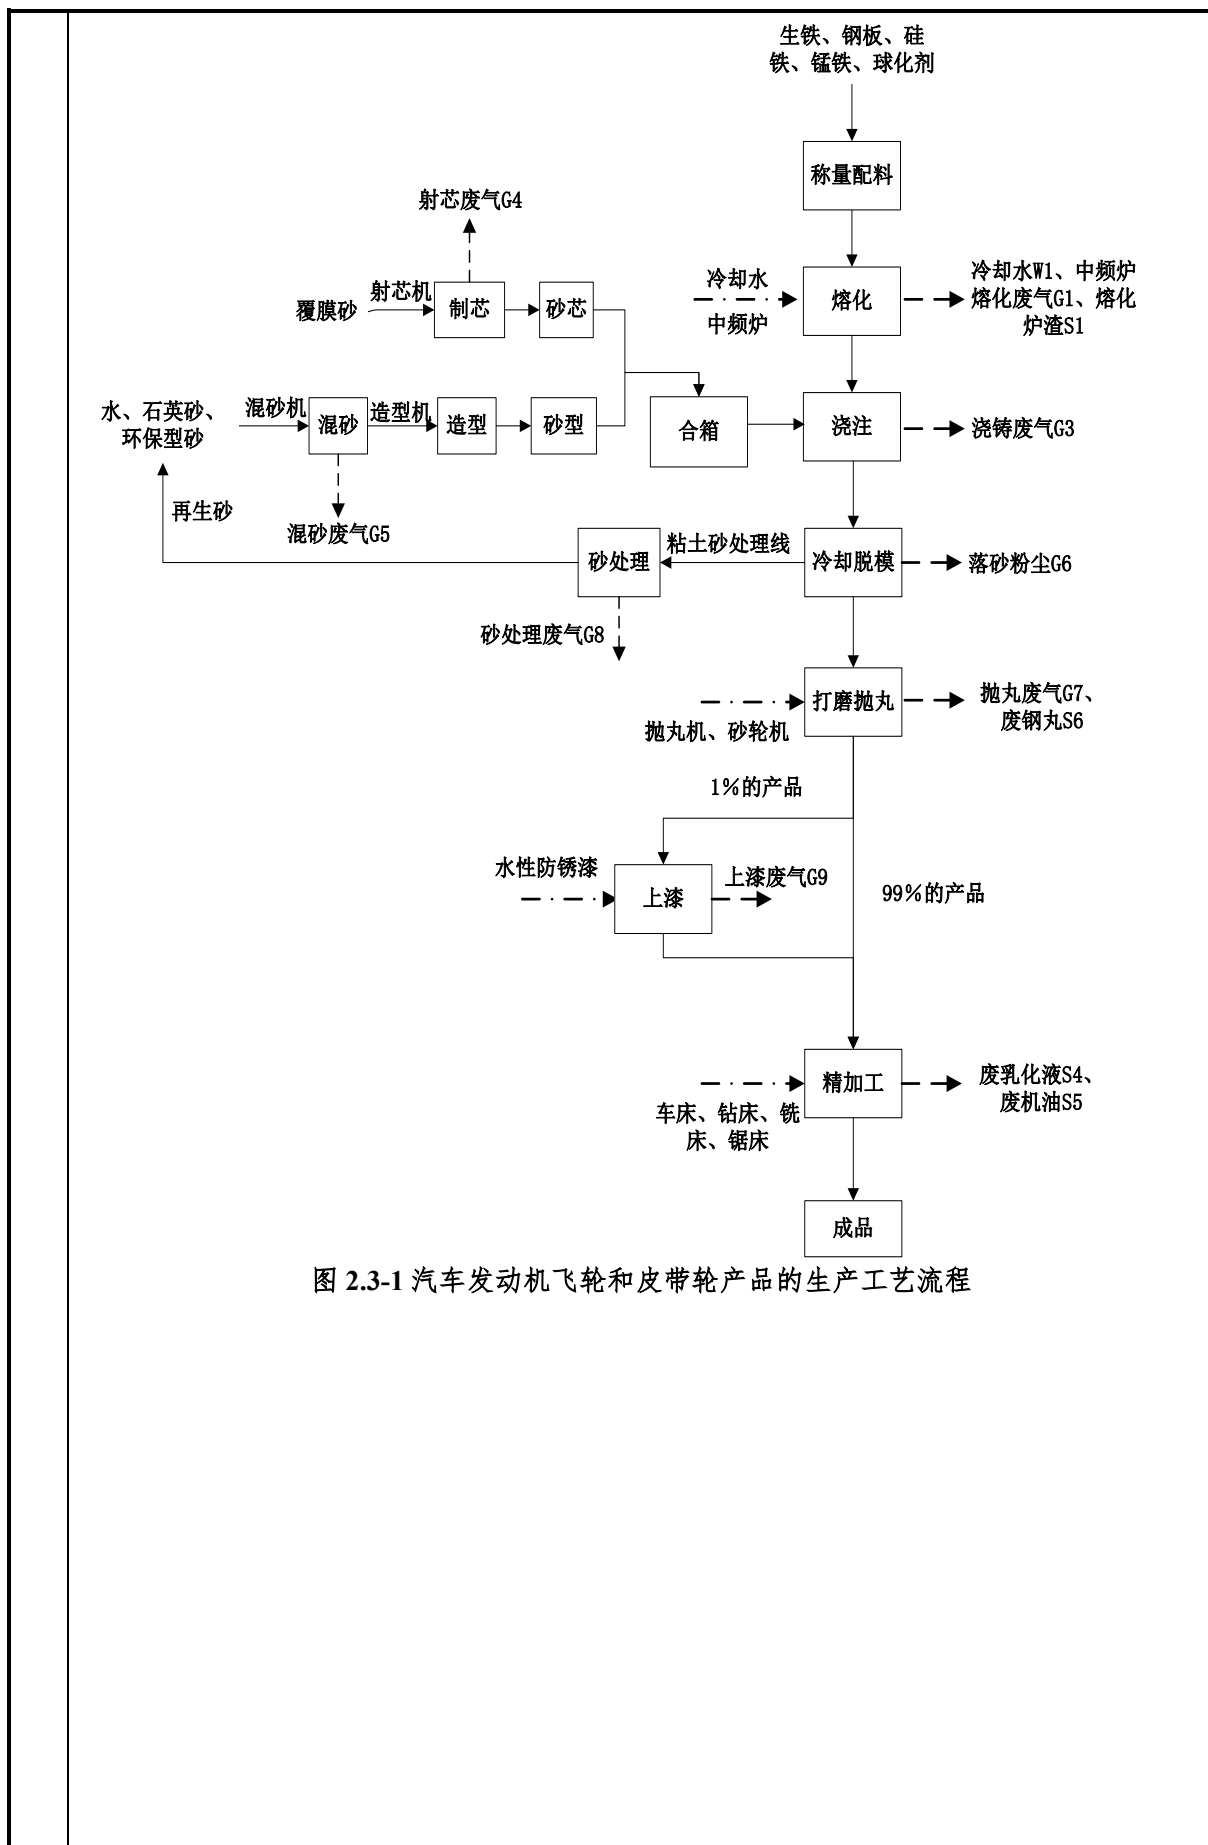 生铁、钢板、硅
铁、锰铁、球化剂
称量配料
射芯废气G4
冷却水
中频炉
熔化
冷却水W1、中频炉
熔化废气G1、熔化
炉渣S1
覆膜砂
射芯机
制芯
砂芯
水、石英砂、
环保型砂
混砂机
混砂
造型机
造型
砂型
合箱
浇注
浇铸废气G3
再生砂
混砂废气G5
砂处理
粘土砂处理线
冷却脱模
落砂粉尘G6
砂处理废气G8
抛丸机、砂轮机
打磨抛丸
抛丸废气G7、
废钢丸S6
1%的产品
水性防锈漆
上漆
上漆废气G9
99%的产品
车床、钻床、铣
床、锯床
精加工
废乳化液S4、
废机油S5
成品
图 2.3-1 汽车发动机飞轮和皮带轮产品的生产工艺流程